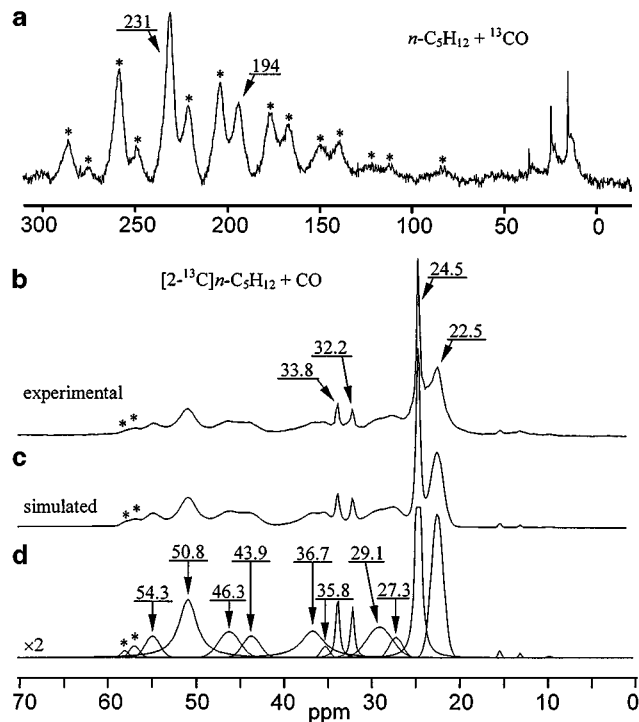 a
231
n-C₅H₁₂ + ¹³CO
194
* * * * * * * * * * * * *
300 250 200 150 100 50 0
b
[2-¹³C]n-C₅H₁₂ + CO
24.5
32.2
22.5
33.8
experimental
* *
c
simulated
* *
d
50.8
43.9
36.7
29.1
54.3
46.3
35.8
27.3
* *
×2
70 60 50 40 30 20 10 0
ppm